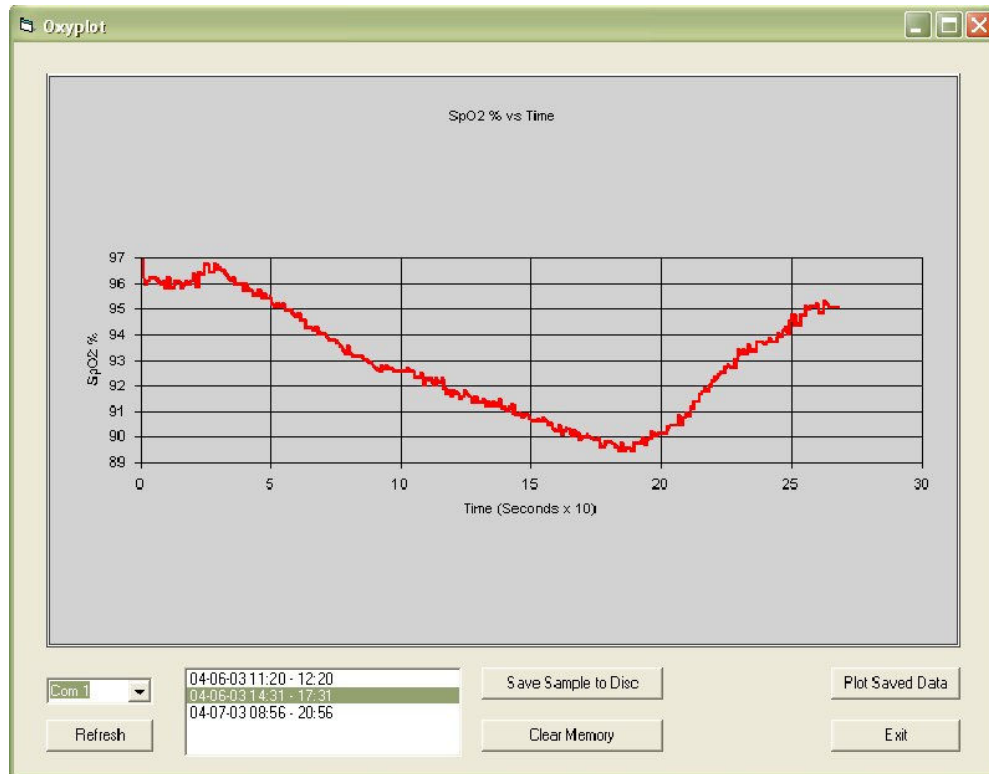 Oxyplot
SpO2 % vs Time
97
96
95
94
93
92
91
90
89
SpO2 %
0 5 10 15 20 25 30
Time (Seconds x 10)
Com 1
04-06-03 11:20 - 12:20
04-06-03 14:31 - 17:31
04-07-03 08:56 - 20:56
Save Sample to Disc
Plot Saved Data
Refresh
Clear Memory
Exit